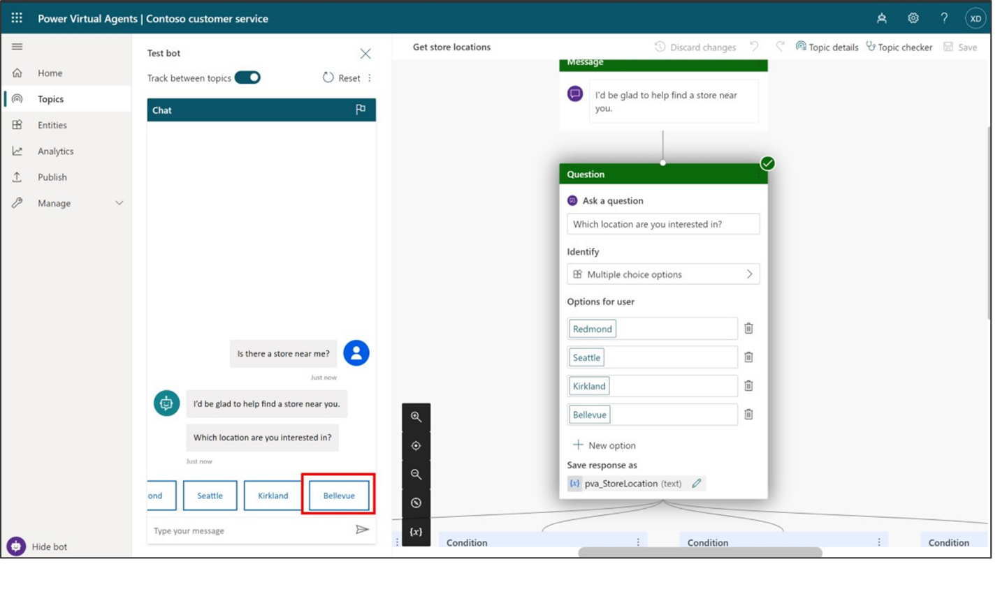 Power Virtual Agents | Contoso customer service
XD
Home
Topics
Entities
Analytics
Publish
Manage
Hide bot
Test bot
Track between topics
Reset
Chat
Is there a store near me?
Just now
I'd be glad to help find a store near you.
Which location are you interested in?
Just now
ond
Seattle
Kirkland
Bellevue
Type your message
Get store locations
Discard changes
Topic details
Topic checker
Save
Message
I'd be glad to help find a store near
you.
Question
Ask a question
Which location are you interested in?
Identify
Multiple choice options
Options for user
Redmond
Seattle
Kirkland
Bellevue
New option
Save response as
{x} pva_StoreLocation (text)
{x}
Condition
Condition
Condition